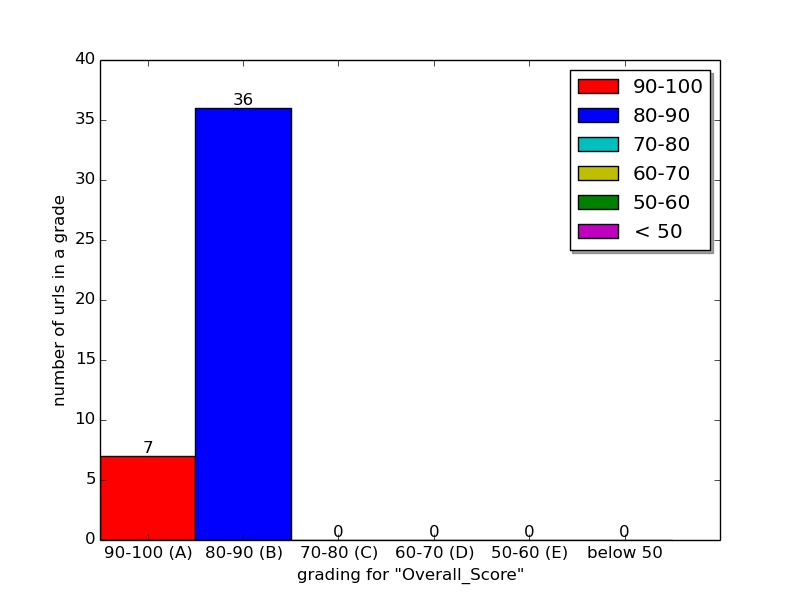 40
35
30
25
20
15
10
5
0
number of urls in a grade
7
36
0
0
0
0
90-100 (A)
80-90 (B)
70-80 (C)
60-70 (D)
50-60 (E)
below 50
grading for "Overall_Score"
90-100
80-90
70-80
60-70
50-60
< 50